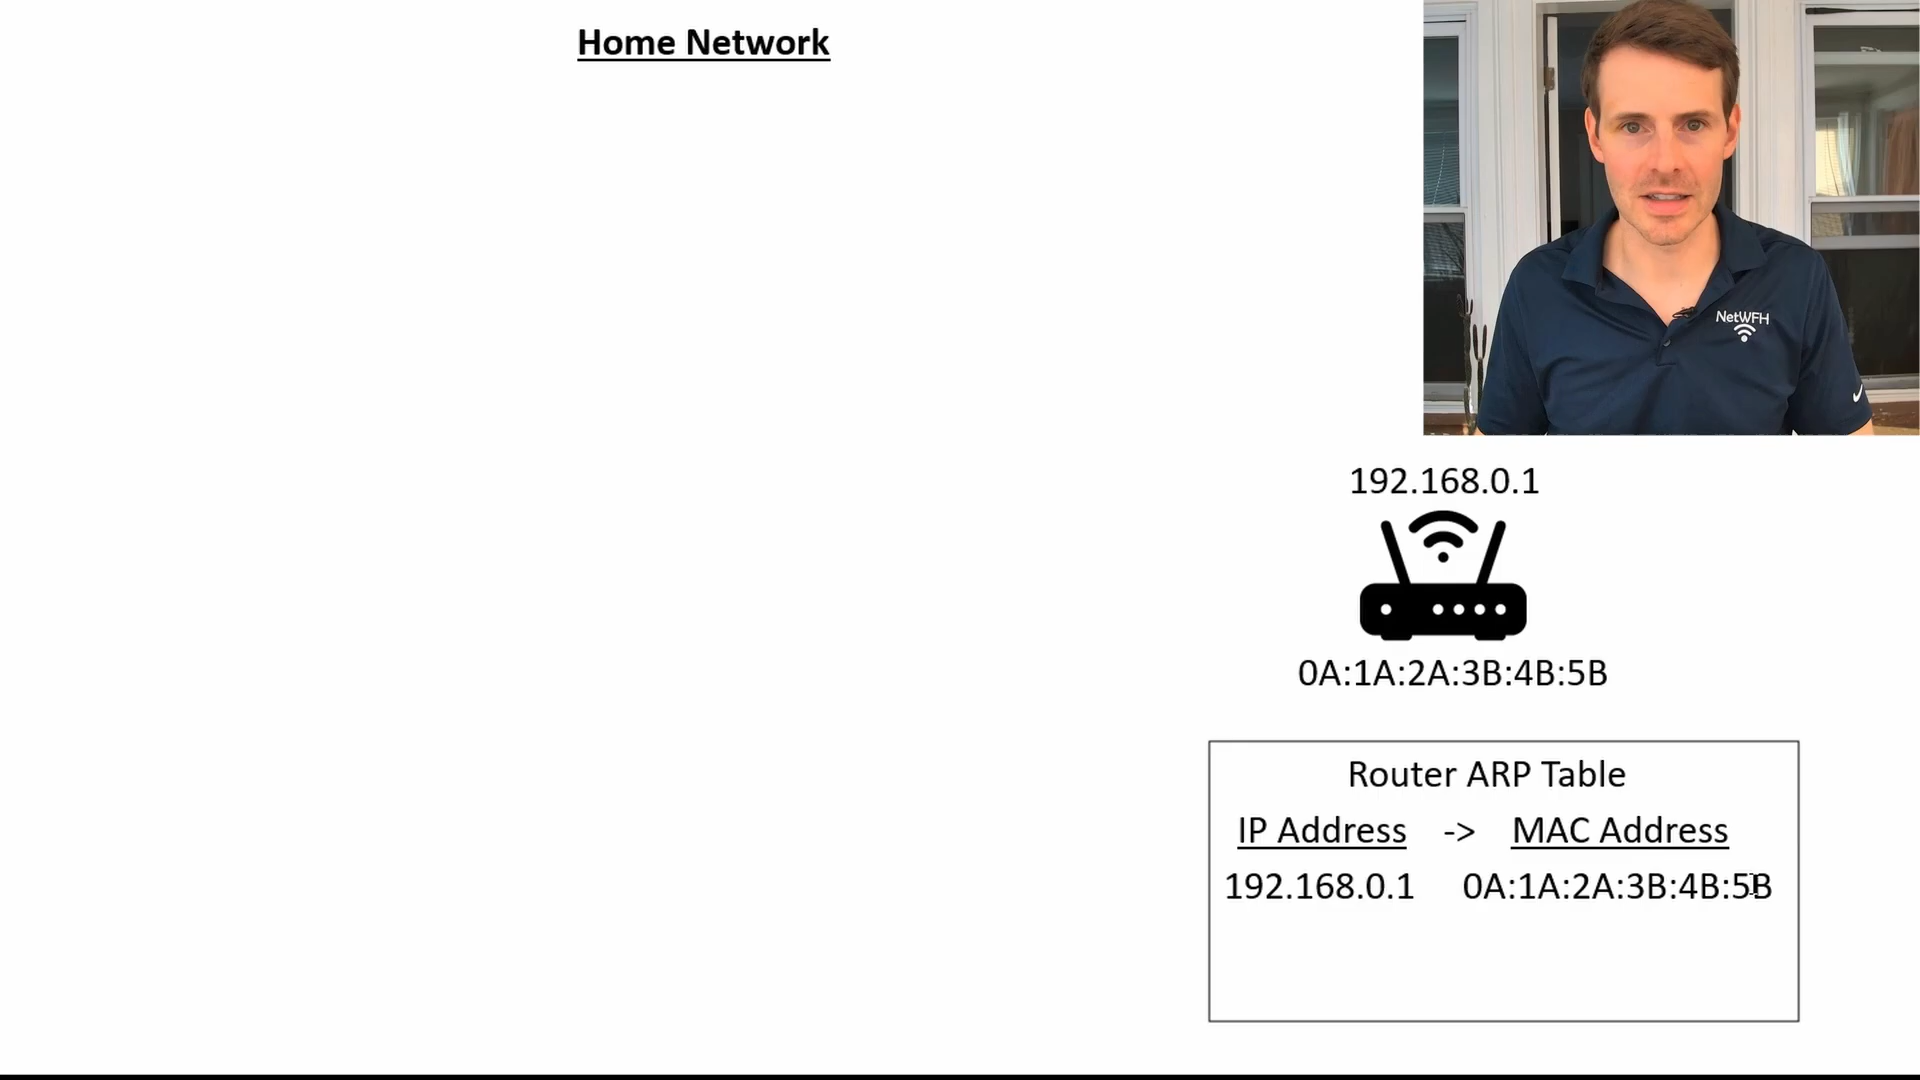 Home Network
NetWFH
192.168.0.1
0A:1A:2A:3B:4B:5B
Router ARP Table
IP Address -> MAC Address
192.168.0.1 0A:1A:2A:3B:4B:5B